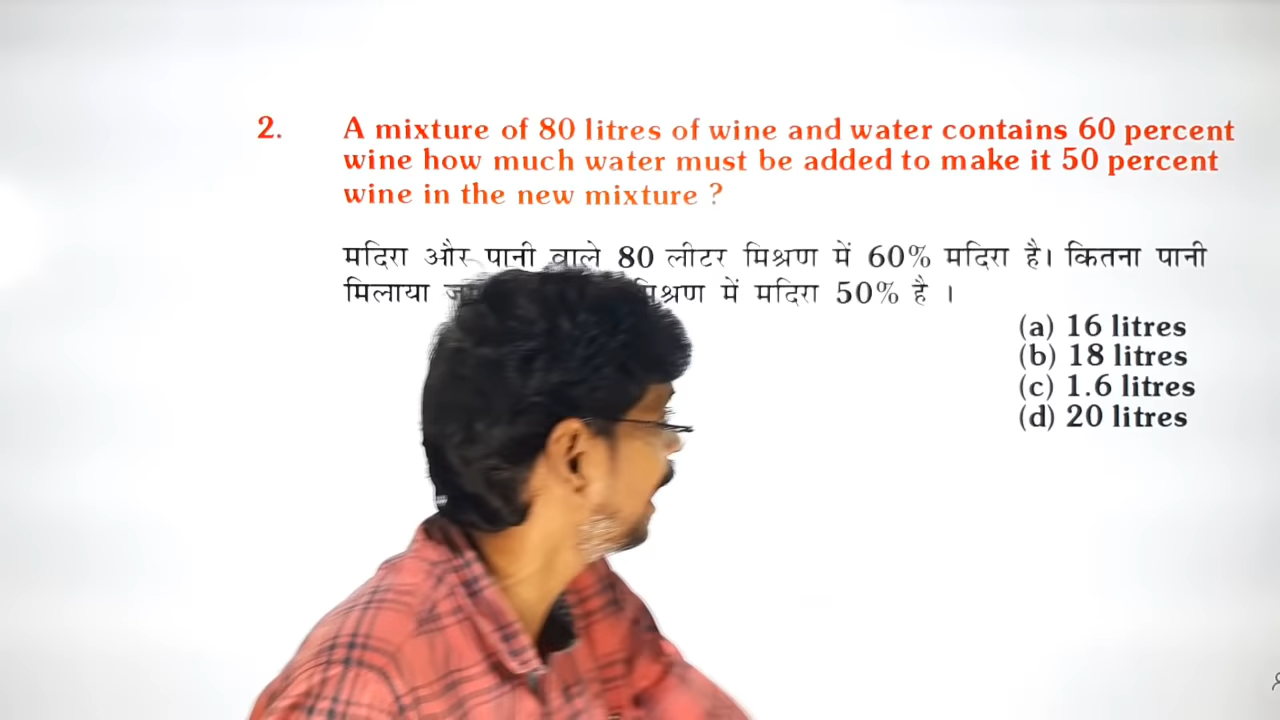 2. A mixture of 80 litres of wine and water contains 60 percent
wine how much water must be added to make it 50 percent
wine in the new mixture ?
मदिरा और पानी वाले 80 लीटर मिश्रण में 60% मदिरा है। कितना पानी
मिलाया में मदिरा 50% है ।
(a) 16 litres
(b) 18 litres
(c) 1.6 litres
(d) 20 litres